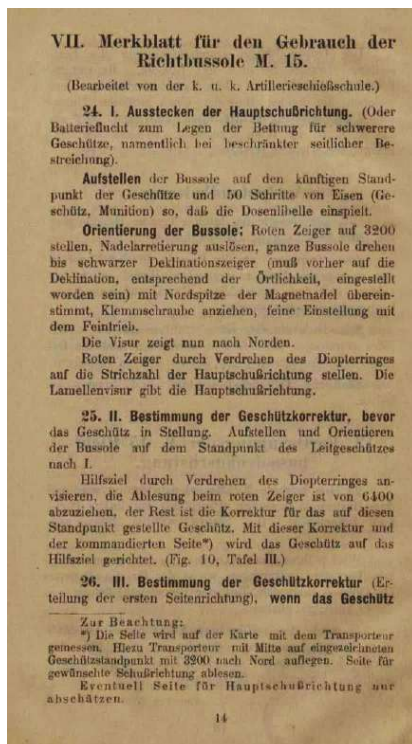 VII. Merkblatt für den Gebrauch der
Richtbussole M. 15.
(Bearbeitet von der k. u. k. Artillerieschießschule.)
24. I. Ausstecken der Hauptschußrichtung. (Oder
Batterieflucht zum Legen der Bettung für schwerere
Geschütze, namentlich bei beschränkter seitlicher Be-
streichung).
Aufstellen der Bussole auf den künftigen Stand-
punkt der Geschütze und 50 Schritte von Eisen (Ge-
schütz, Munition) so, daß die Dosenlibelle einspielt.
Orientierung der Bussole: Roten Zeiger auf 3200
stellen, Nadelarretierung auslösen, ganze Bussole drehen
bis schwarzer Deklinationszeiger (muß vorher auf die
Deklination, entsprechend der Örtlichkeit, eingestellt
worden sein) mit Nordspitze der Magnetnadel überein-
stimmt, Klemmschraube anziehen, feine Einstellung mit
dem Feintrieb.
Die Visur zeigt nun nach Norden.
Roten Zeiger durch Verdrehen des Diopterringes
auf die Strichzahl der Hauptschußrichtung stellen. Die
Lamellenvisur gibt die Hauptschußrichtung.
25. II. Bestimmung der Geschützkorrektur, bevor
das Geschütz in Stellung. Aufstellen und Orientieren
der Bussole auf dem Standpunkt des Leitgeschützes
nach I.
Hilfsziel durch Verdrehen des Diopterringes an-
visieren, die Ablesung beim roten Zeiger ist von 6400
abzuziehen, der Rest ist die Korrektur für das auf diesen
Standpunkt gestellte Geschütz. Mit dieser Korrektur und
der kommandierten Seite*) wird das Geschütz auf das
Hilfsziel gerichtet. (Fig. 10, Tafel III.)
26. III. Bestimmung der Geschützkorrektur (Er-
teilung der ersten Seitenrichtung), wenn das Geschütz
Zur Beachtung:
*) Die Seite wird auf der Karte mit dem Transporteur
gemessen. Hiezu Transporteur mit Mitte auf eingezeichneten
Geschützstandpunkt mit 3200 nach Nord auflegen. Seite für
gewünschte Schußrichtung ablesen.
Eventuell Seite für Hauptschußrichtung nur
abschätzen.
14